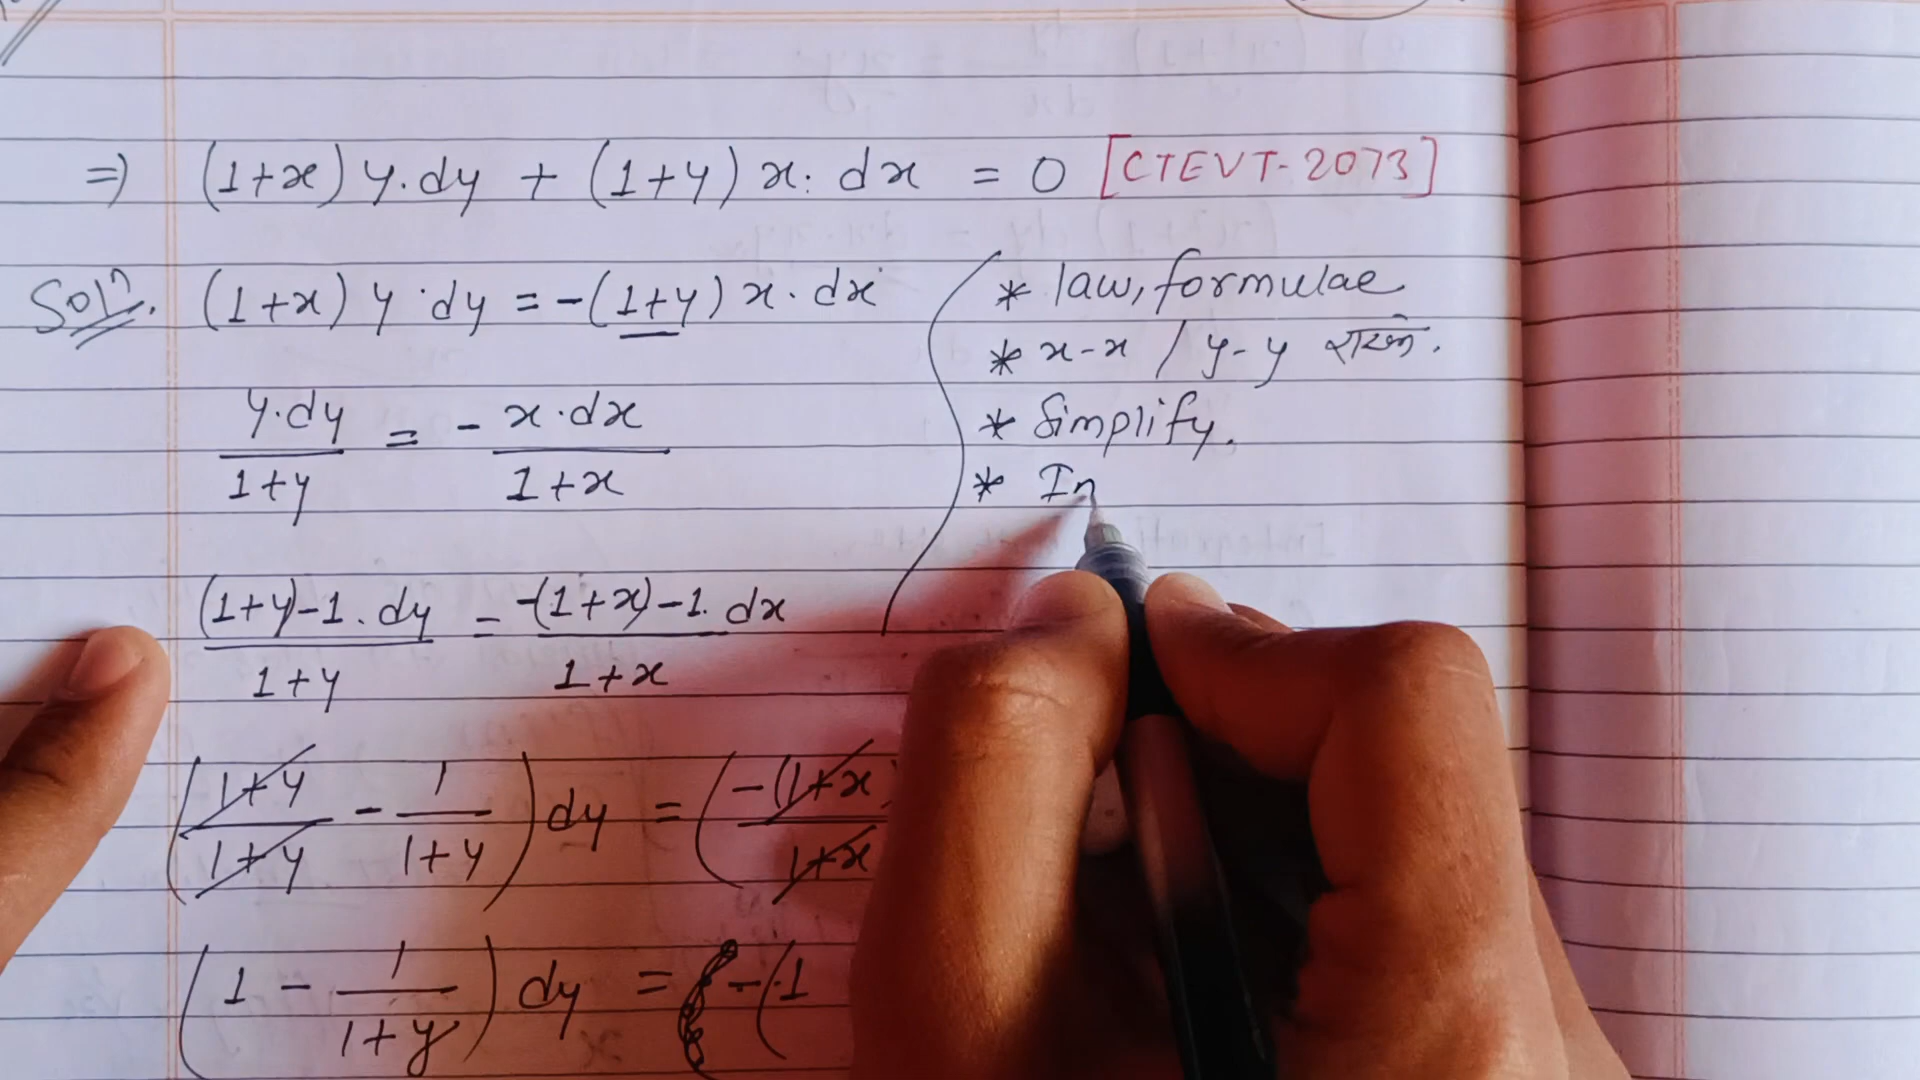 ⇒) (1+x) y.dy + (1+y) x. dx = 0 [CTEVT-2073]
Solⁿ. (1+x) y .dy = -(1+y) x. dx
y.dy/1+y = - x.dx/1+x
(1+y)-1. dy/1+y = -(1+x)-1. dx/1+x
(1+y/1+y - 1/1+y) dy = (-(1+x)/1+x
(1 - 1/1+y) dy = -(1
* law, formulae
* x-x / y-y
* Simplify.
* In